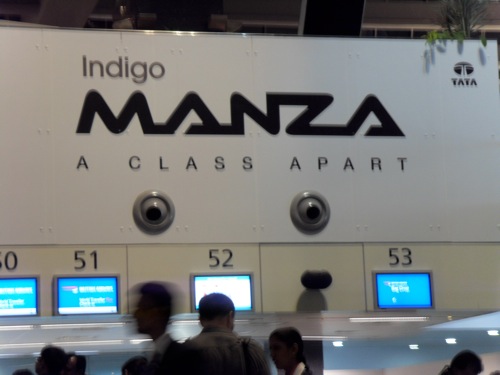 Indigo
MANZA
A CLASS APART
TATA
50
51
52
53